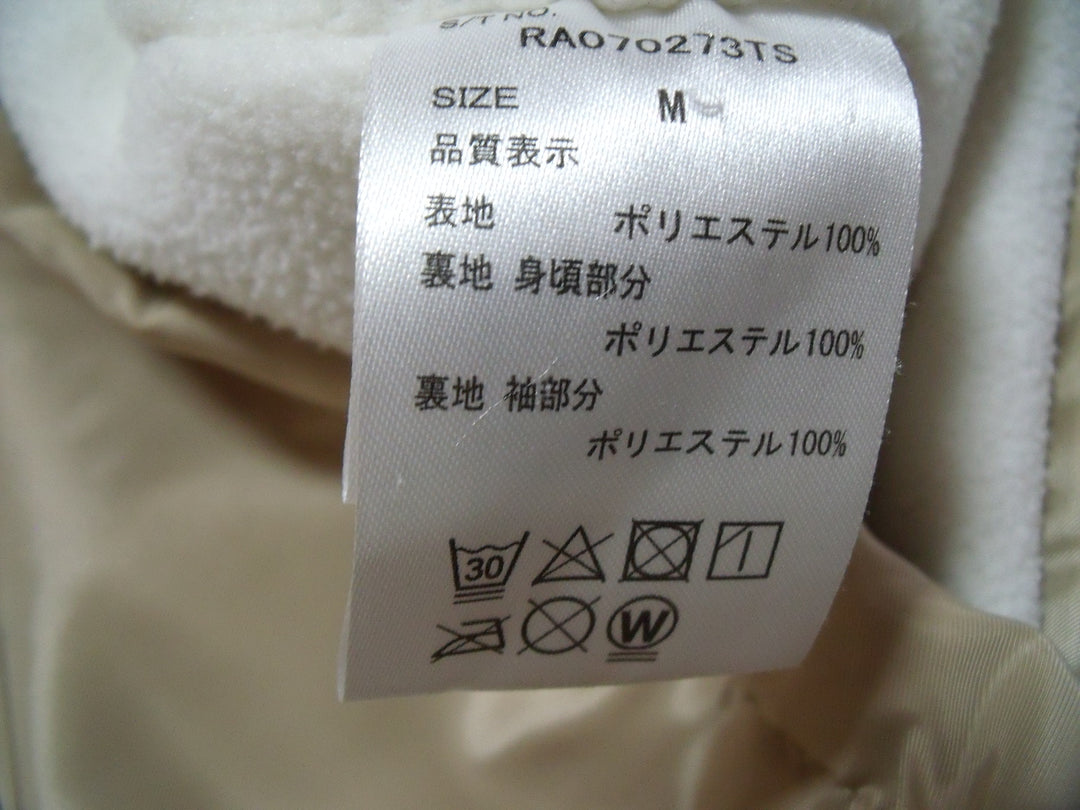 S/T NO.
RA070273TS
SIZE M
品質表示
表地 ポリエステル100%
裏地 身頃部分
ポリエステル100%
裏地 袖部分
ポリエステル100%
30
W